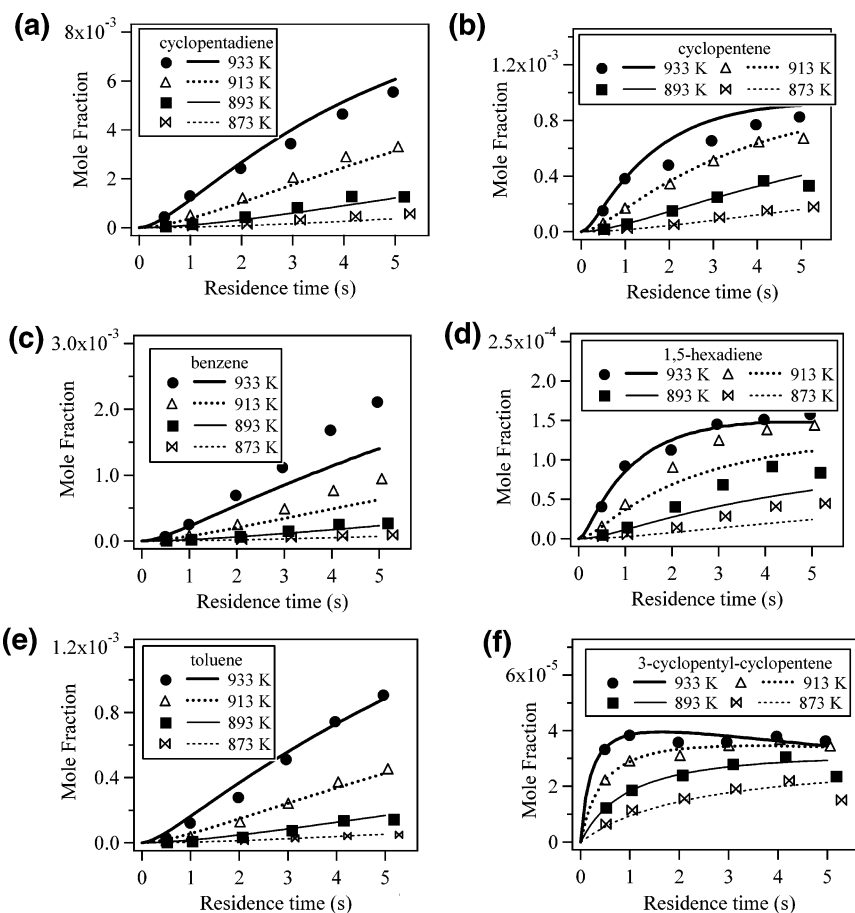 (a)
8x10-3
cyclopentadiene
933 K
913 K
893 K
873 K
6
4
2
0
Mole Fraction
0 1 2 3 4 5
Residence time (s)
(b)
cyclopentene
933 K 913 K
893 K 873 K
1.2x10-3
0.8
0.4
0.0
Mole Fraction
0 1 2 3 4 5
Residence time (s)
(c)
3.0x10-3
benzene
933 K
913 K
893 K
873 K
2.0
1.0
0.0
Mole Fraction
0 1 2 3 4 5
Residence time (s)
(d)
2.5x10-4
1,5-hexadiene
933 K 913 K
893 K 873 K
2.0
1.5
1.0
0.5
0.0
Mole Fraction
0 1 2 3 4 5
Residence time (s)
(e)
1.2x10-3
toluene
933 K
913 K
893 K
873 K
0.8
0.4
0.0
Mole Fraction
0 1 2 3 4 5
Residence time (s)
(f)
3-cyclopentyl-cyclopentene
6x10-5
933 K 913 K
893 K 873 K
4
2
0
Mole Fraction
0 1 2 3 4 5
Residence time (s)